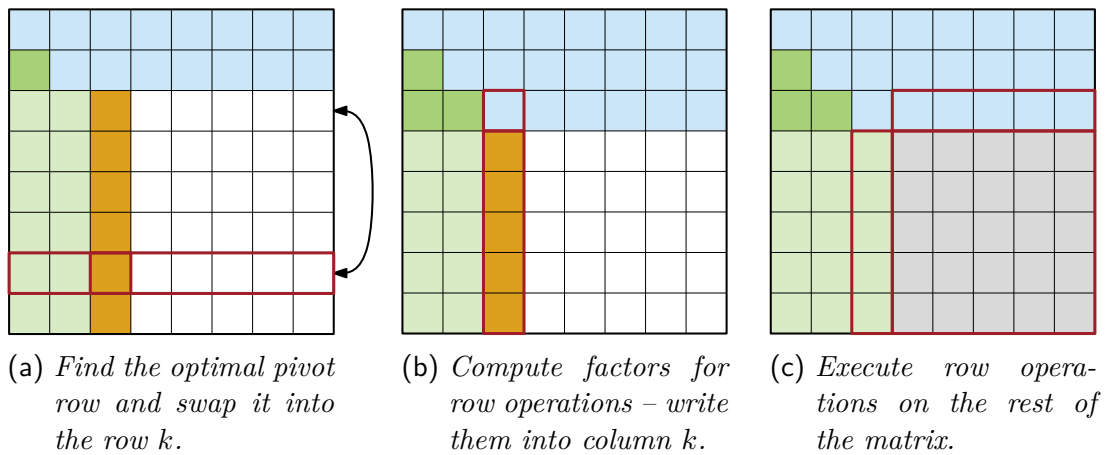 (a) Find the optimal pivot
row and swap it into
the row k.
(b) Compute factors for
row operations – write
them into column k.
(c) Execute row opera-
tions on the rest of
the matrix.